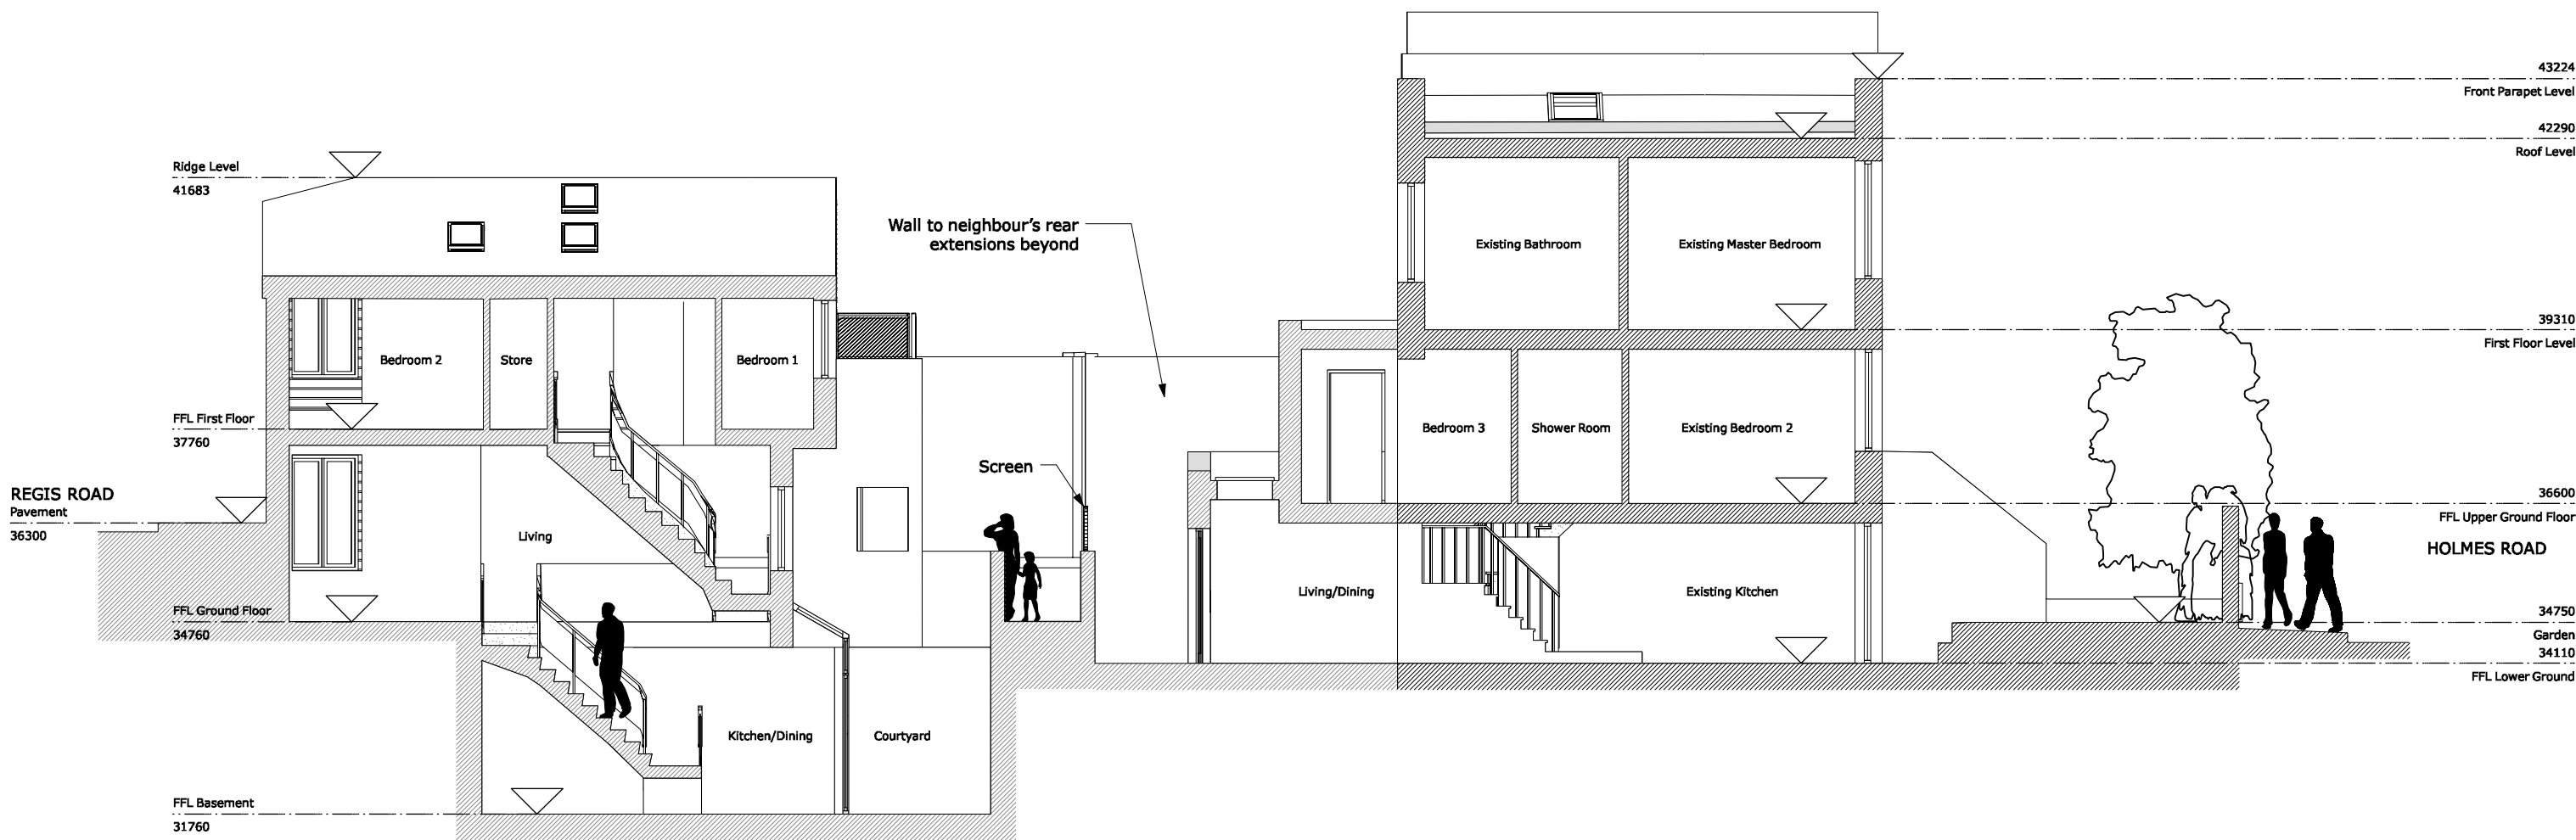 43224
Front Parapet Level
42290
Roof Level
Ridge Level
41683
Wall to neighbour's rear
extensions beyond
Existing Bathroom
Existing Master Bedroom
39310
First Floor Level
Bedroom 2
Store
Bedroom 1
FFL First Floor
37760
Bedroom 3
Shower Room
Existing Bedroom 2
Screen
REGIS ROAD
Pavement
36300
36600
FFL Upper Ground Floor
HOLMES ROAD
Living
Living/Dining
Existing Kitchen
FFL Ground Floor
34760
34750
Garden
34110
FFL Lower Ground
Kitchen/Dining
Courtyard
FFL Basement
31760